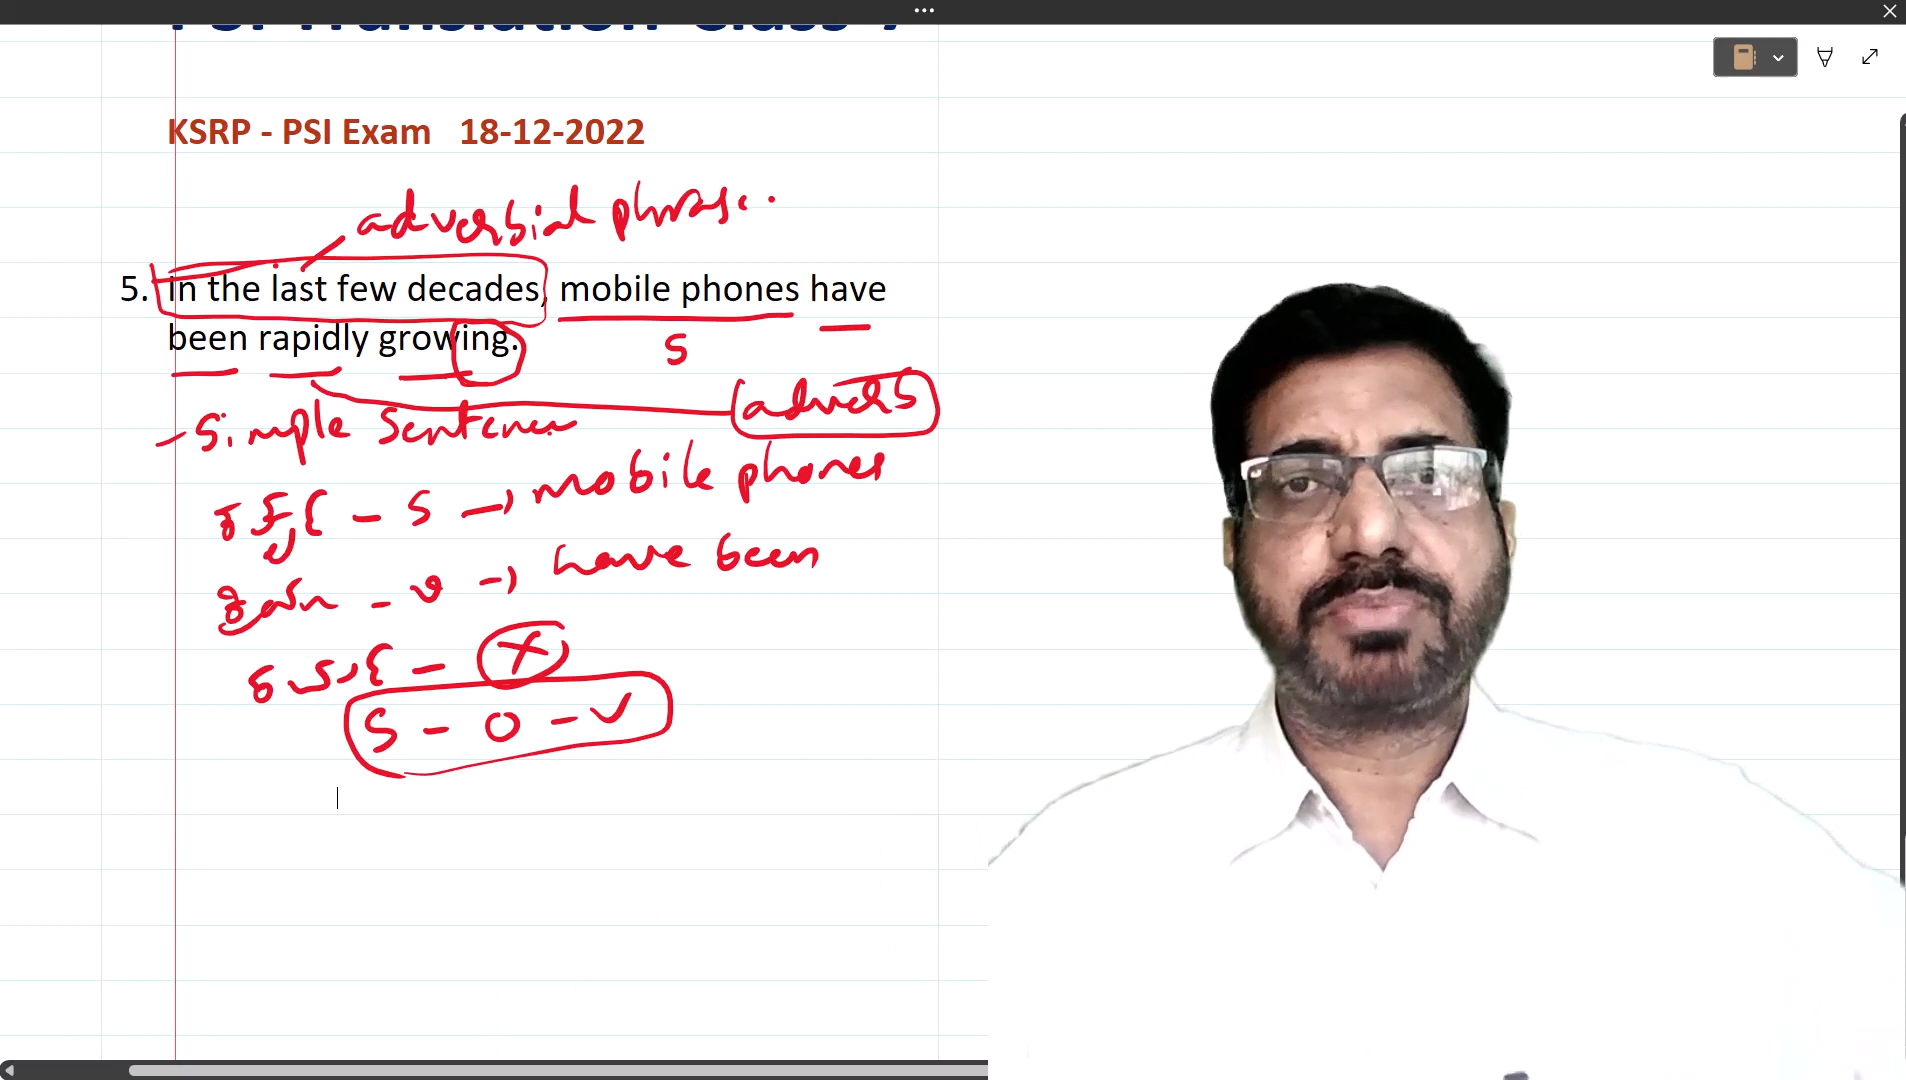 KSRP - PSI Exam 18-12-2022
adverbial phrase.
5. In the last few decades, mobile phones have
been rapidly growing.
S
adverb
- Simple Sentence
- S → mobile phones
- v → have been
- X
S - O - V